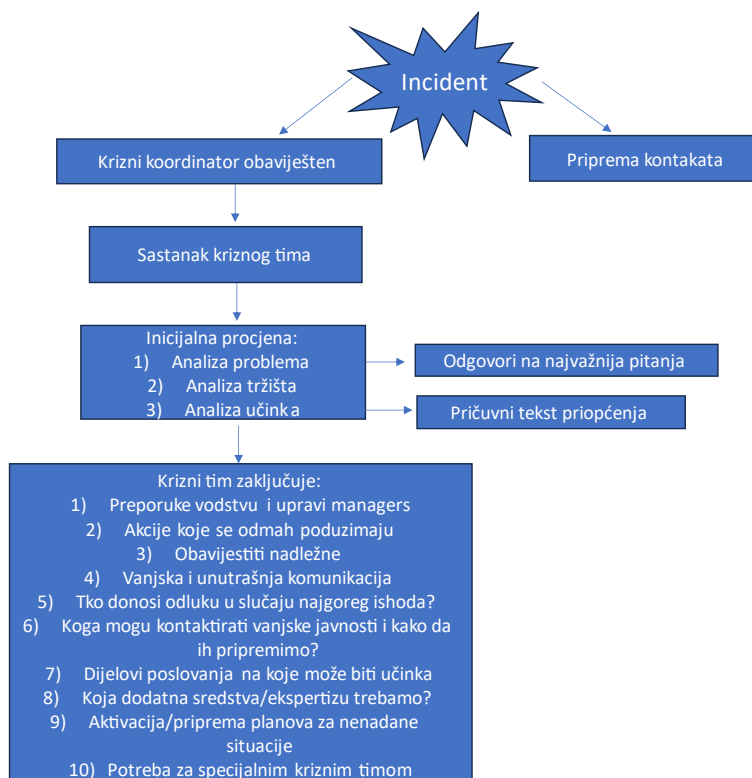 Incident
Krizni koordinator obaviješten
Priprema kontakata
Sastanak kriznog tima
Inicijalna procjena:
1) Analiza problema
2) Analiza tržišta
3) Analiza učinka
Odgovori na najvažnija pitanja
Pričuvni tekst priopćenja
Krizni tim zaključuje:
1) Preporuke vodstvu i upravi managers
2) Akcije koje se odmah poduzimaju
3) Obavijestiti nadležne
4) Vanjska i unutrašnja komunikacija
5) Tko donosi odluku u slučaju najgoreg ishoda?
6) Koga mogu kontaktirati vanjske javnosti i kako da
ih pripremimo?
7) Dijelovi poslovanja na koje može biti učinka
8) Koja dodatna sredstva/ekspertizu trebamo?
9) Aktivacija/priprema planova za nenadane
situacije
10) Potreba za specijalnim kriznim timom